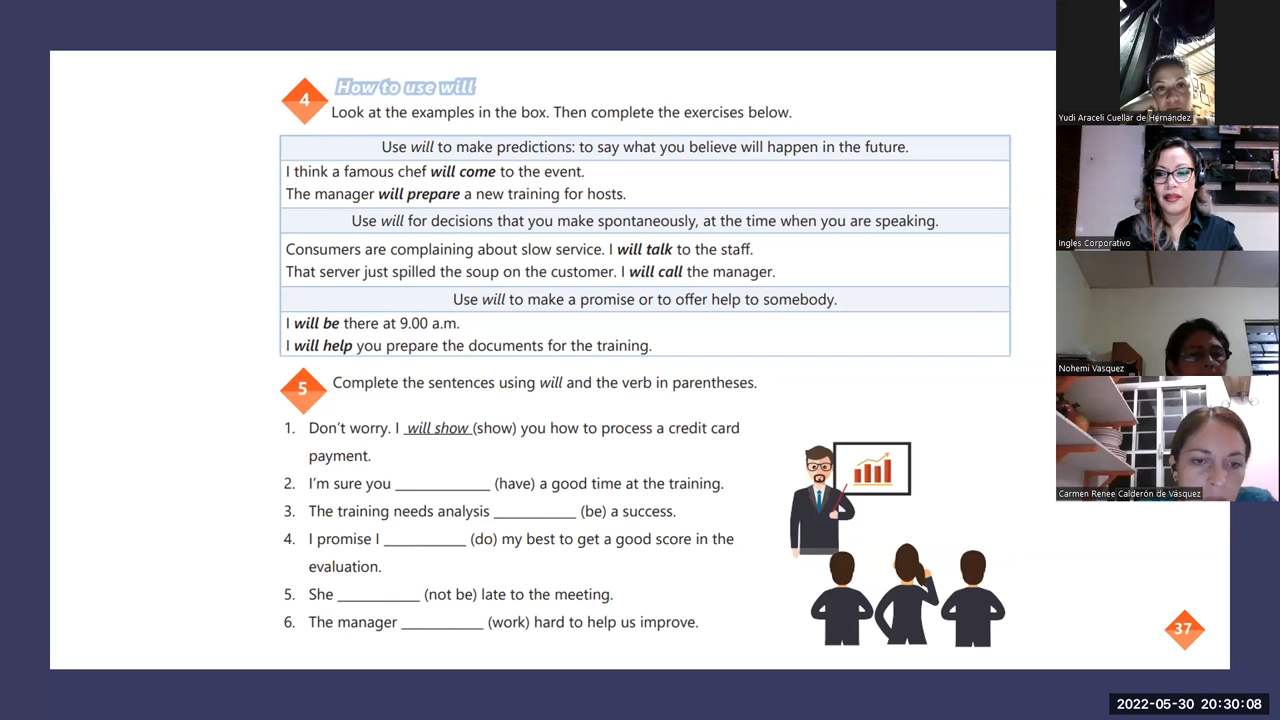 How to use will
4
Look at the examples in the box. Then complete the exercises below.
Use will to make predictions: to say what you believe will happen in the future.
I think a famous chef will come to the event.
The manager will prepare a new training for hosts.
Use will for decisions that you make spontaneously, at the time when you are speaking.
Consumers are complaining about slow service. I will talk to the staff.
That server just spilled the soup on the customer. I will call the manager.
Use will to make a promise or to offer help to somebody.
I will be there at 9.00 a.m.
I will help you prepare the documents for the training.
5
Complete the sentences using will and the verb in parentheses.
1. Don't worry. I will show (show) you how to process a credit card
payment.
2. I'm sure you ____________ (have) a good time at the training.
3. The training needs analysis __________ (be) a success.
4. I promise I __________ (do) my best to get a good score in the
evaluation.
5. She __________ (not be) late to the meeting.
6. The manager __________ (work) hard to help us improve.
37
Yudi Araceli Cuellar de Hernández
Ingles Corporativo
Nohemi Vasquez
Carmen Renee Calderón de Vásquez
2022-05-30 20:30:08